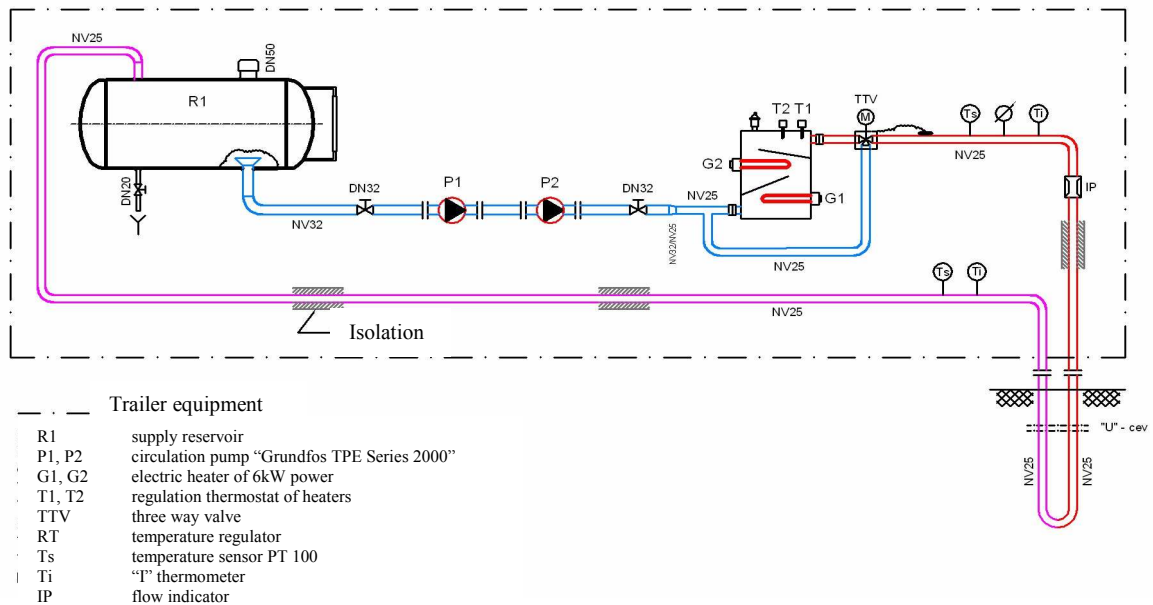 NV25
DN50
R1
DN20
NV32
DN32
P1
P2
DN32
NV32/NV25
NV25
NV25
G2
G1
T2 T1
TTV
M
NV25
Ts
Ti
IP
Ts
Ti
NV25
Isolation
"U" - cev
NV25
NV25
Trailer equipment
R1 supply reservoir
P1, P2 circulation pump “Grundfos TPE Series 2000”
G1, G2 electric heater of 6kW power
T1, T2 regulation thermostat of heaters
TTV three way valve
RT temperature regulator
Ts temperature sensor PT 100
Ti “I” thermometer
IP flow indicator